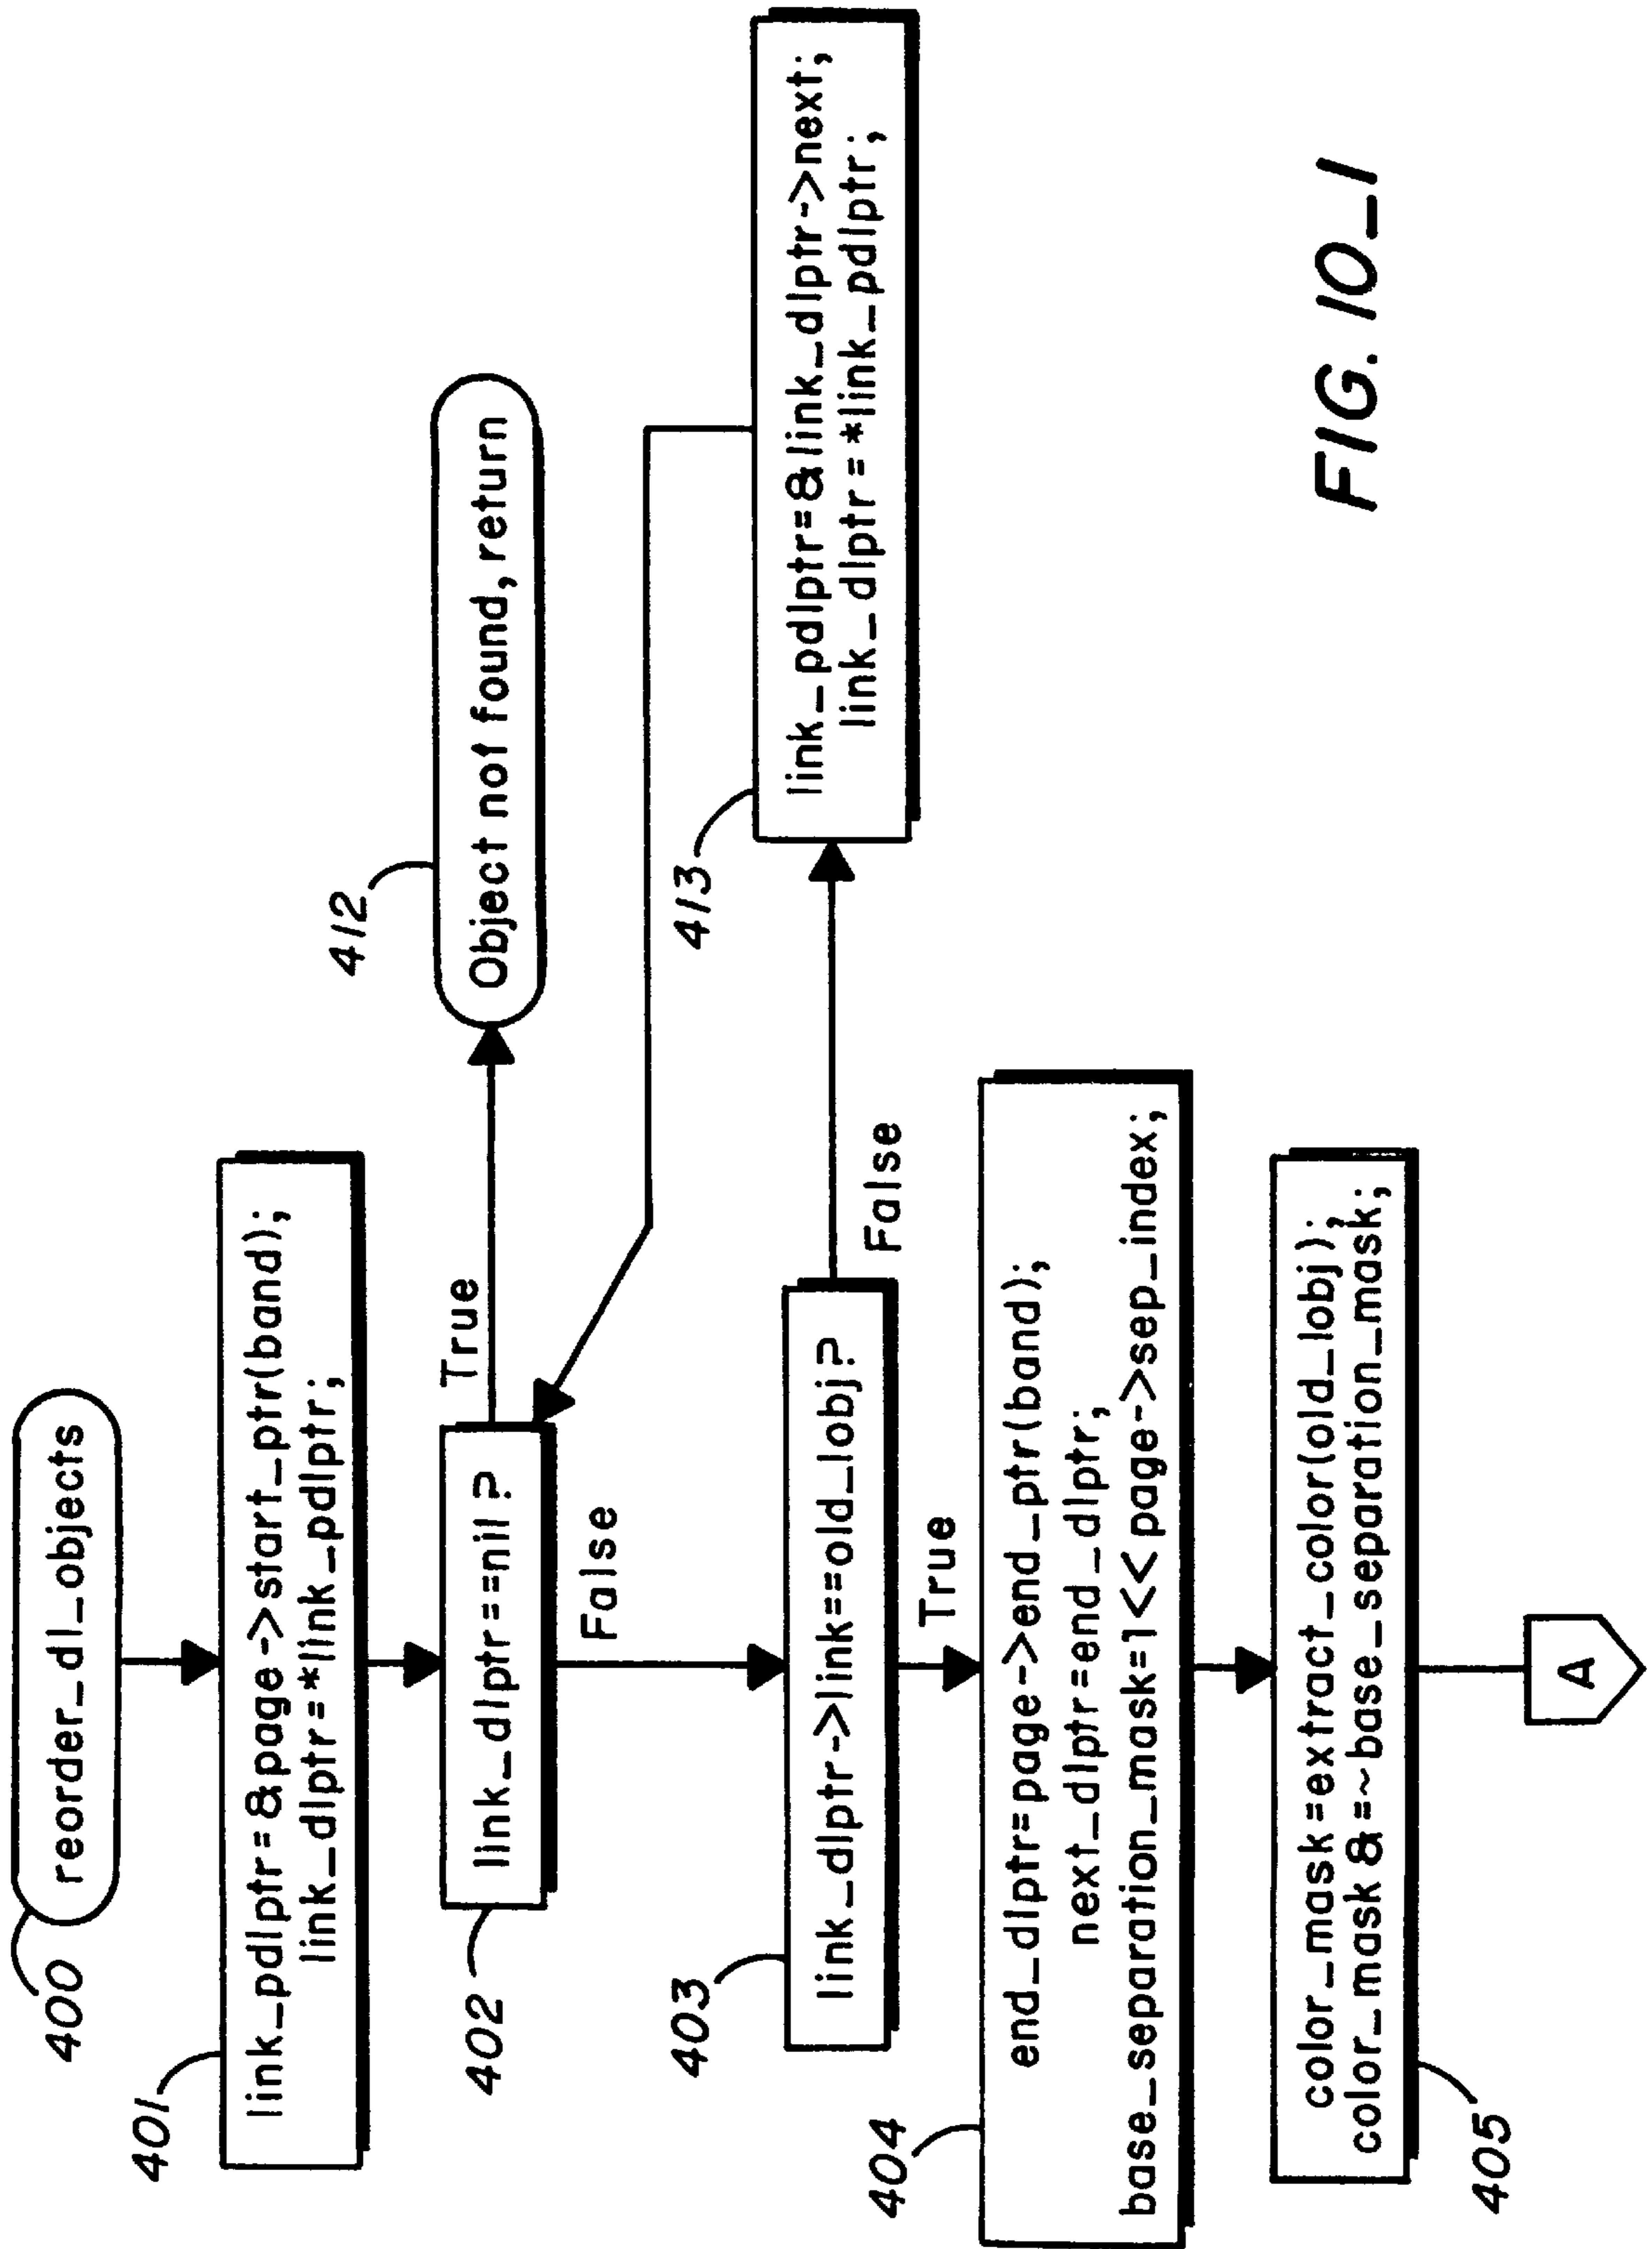 400
reorder_dl_objects
401
link_pdlptr=&page->start_ptr(band);
link_dlptr=*link_pdlptr;
402
link_dlptr==nil?
True
412
Object not found, return
False
403
link_dlptr->link==old_lobj?
False
413
link_pdlptr=&link_dlptr->next;
link_dlptr=*link_pdlptr;
True
404
end_dlptr=page->end_ptr(band);
next_dlptr=end_dlptr;
base_separation_mask=1<<page->sep_index;
405
color_mask=extract_color(old_lobj);
color_mask&=~base_separation_mask;
A
FIG. 10_1